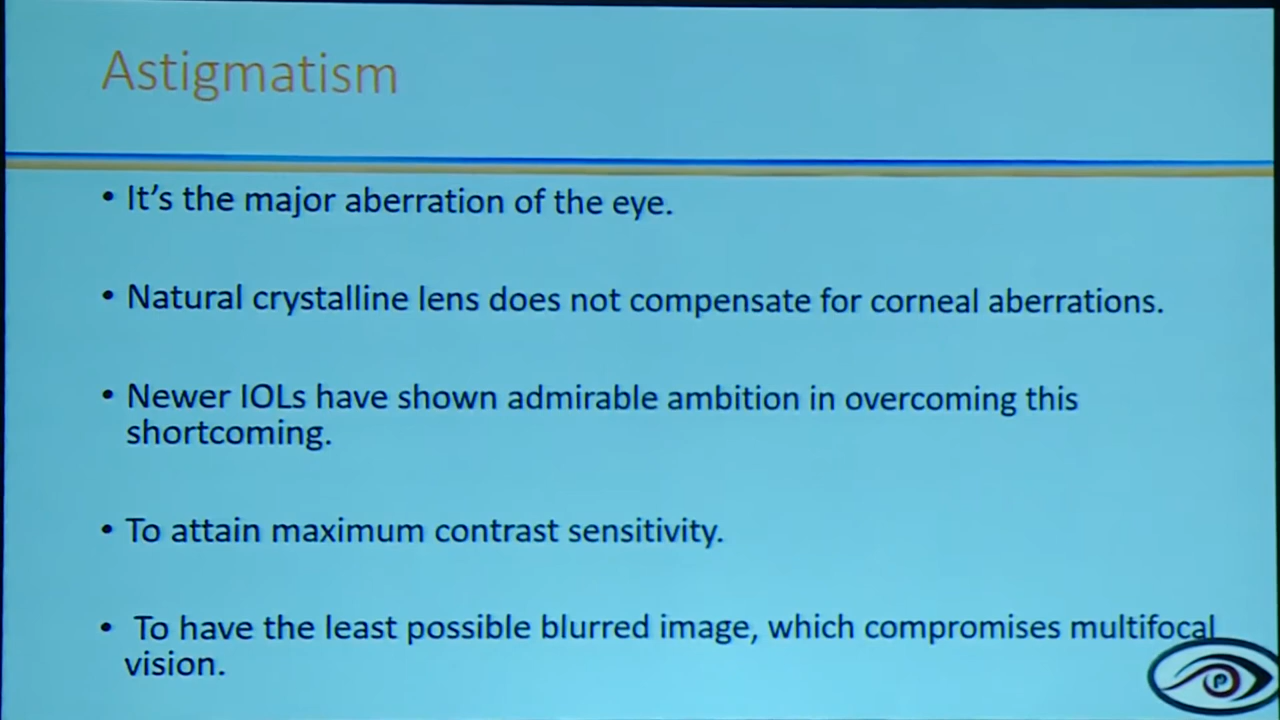 Astigmatism
• It's the major aberration of the eye.
• Natural crystalline lens does not compensate for corneal aberrations.
• Newer IOLs have shown admirable ambition in overcoming this
shortcoming.
• To attain maximum contrast sensitivity.
• To have the least possible blurred image, which compromises multifocal
vision.
P